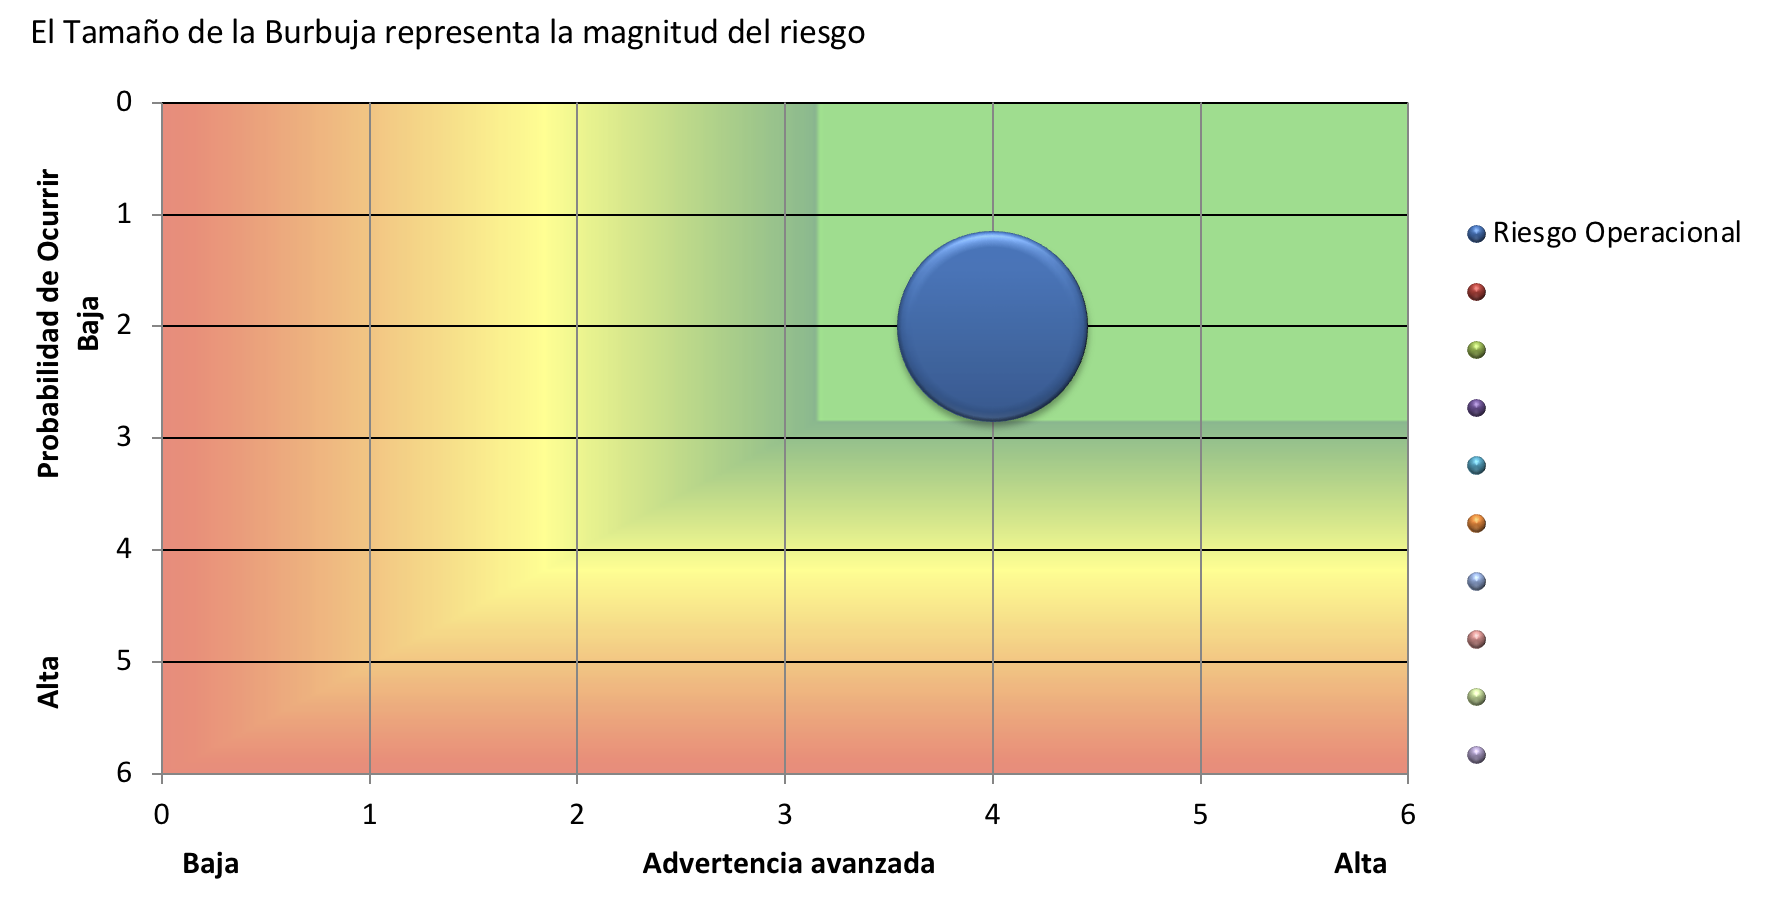 El Tamaño de la Burbuja representa la magnitud del riesgo
0
1
2
3
4
5
6
Probabilidad de Ocurrir
Baja
Alta
0 1 2 3 4 5 6
Baja Advertencia avanzada Alta
Riesgo Operacional